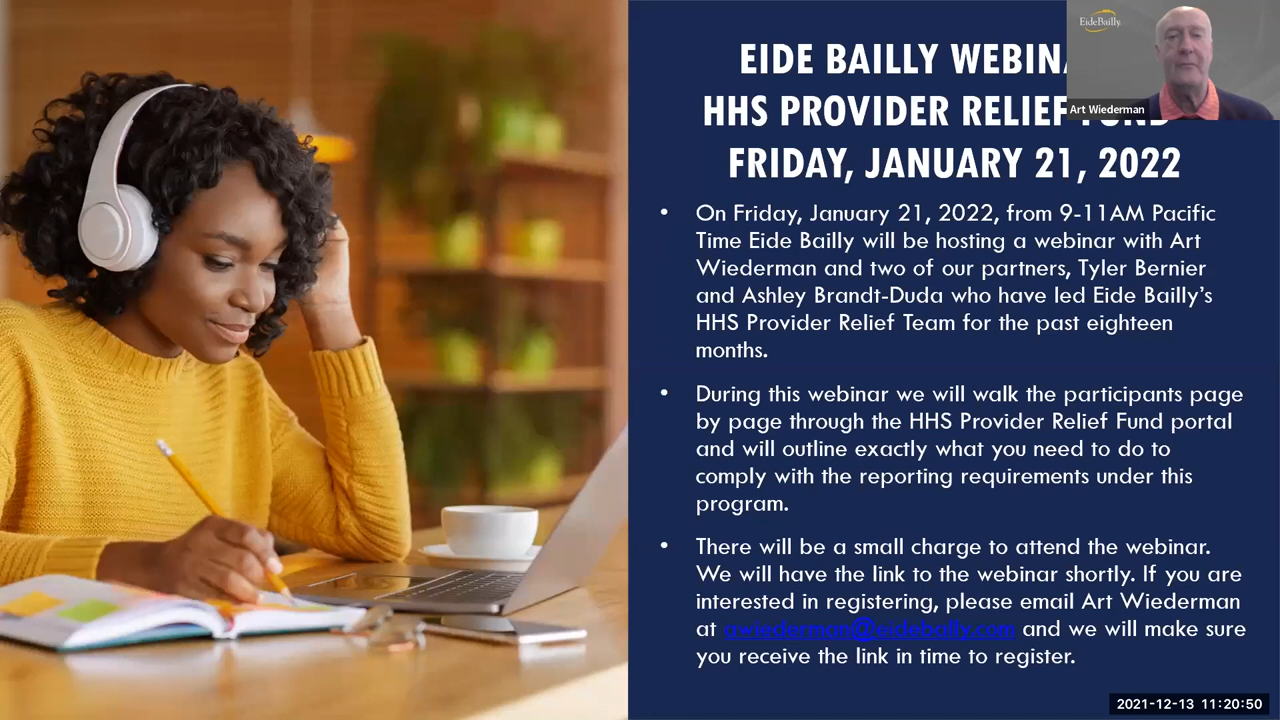 EideBailly
Art Wiederman
EIDE BAILLY WEBINA
HHS PROVIDER RELIEF FUND
FRIDAY, JANUARY 21, 2022
• On Friday, January 21, 2022, from 9-11AM Pacific
Time Eide Bailly will be hosting a webinar with Art
Wiederman and two of our partners, Tyler Bernier
and Ashley Brandt-Duda who have led Eide Bailly’s
HHS Provider Relief Team for the past eighteen
months.
• During this webinar we will walk the participants page
by page through the HHS Provider Relief Fund portal
and will outline exactly what you need to do to
comply with the reporting requirements under this
program.
• There will be a small charge to attend the webinar.
We will have the link to the webinar shortly. If you are
interested in registering, please email Art Wiederman
at awiederman@eidebally.com and we will make sure
you receive the link in time to register.
2021-12-13 11:20:50